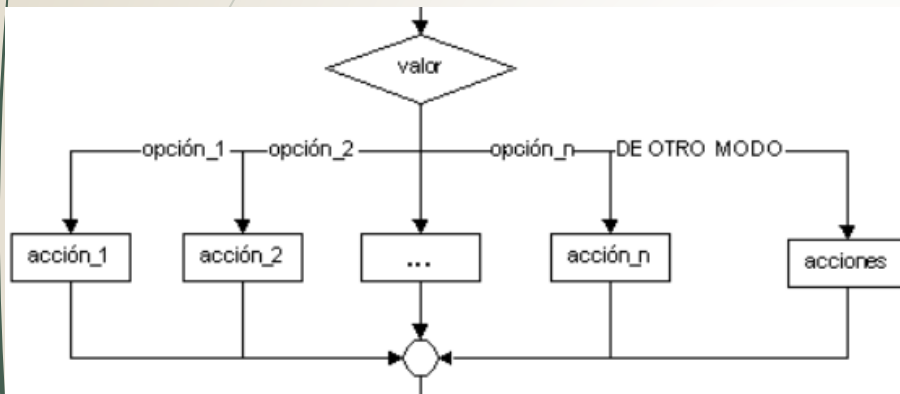 valor
opción_1 opción_2 opción_n DE OTRO MODO
acción_1 acción_2 ... acción_n acciones